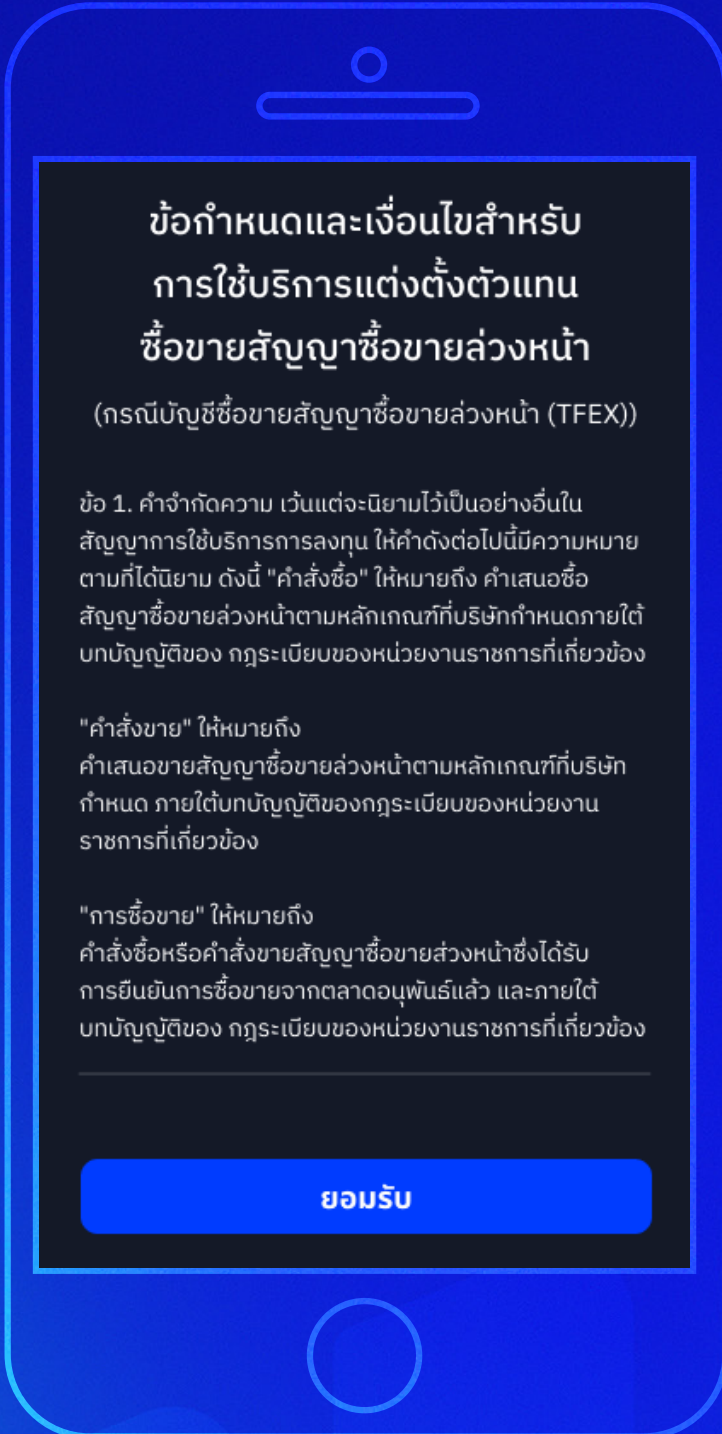 ข้อกำหนดและเงื่อนไขสำหรับ
การใช้บริการแต่งตั้งตัวแทน
ซื้อขายสัญญาซื้อขายล่วงหน้า
(กรณีบัญชีซื้อขายสัญญาซื้อขายล่วงหน้า (TFEX))
ข้อ 1. คำจำกัดความ เว้นแต่จะนิยามไว้เป็นอย่างอื่นใน
สัญญาการใช้บริการการลงทุน ให้คำดังต่อไปนี้มีความหมาย
ตามที่ได้นิยาม ดังนี้ "คำสั่งซื้อ" ให้หมายถึง คำเสนอซื้อ
สัญญาซื้อขายล่วงหน้าตามหลักเกณฑ์ที่บริษัทกำหนดภายใต้
บทบัญญัติของ กฎระเบียบของหน่วยงานราชการที่เกี่ยวข้อง
"คำสั่งขาย" ให้หมายถึง
คำเสนอขายสัญญาซื้อขายล่วงหน้าตามหลักเกณฑ์ที่บริษัท
กำหนด ภายใต้บทบัญญัติของกฎระเบียบของหน่วยงาน
ราชการที่เกี่ยวข้อง
"การซื้อขาย" ให้หมายถึง
คำสั่งซื้อหรือคำสั่งขายสัญญาซื้อขายส่วงหน้าซึ่งได้รับ
การยืนยันการซื้อขายจากตลาดอนุพันธ์แล้ว และภายใต้
บทบัญญัติของ กฎระเบียบของหน่วยงานราชการที่เกี่ยวข้อง
ยอมรับ